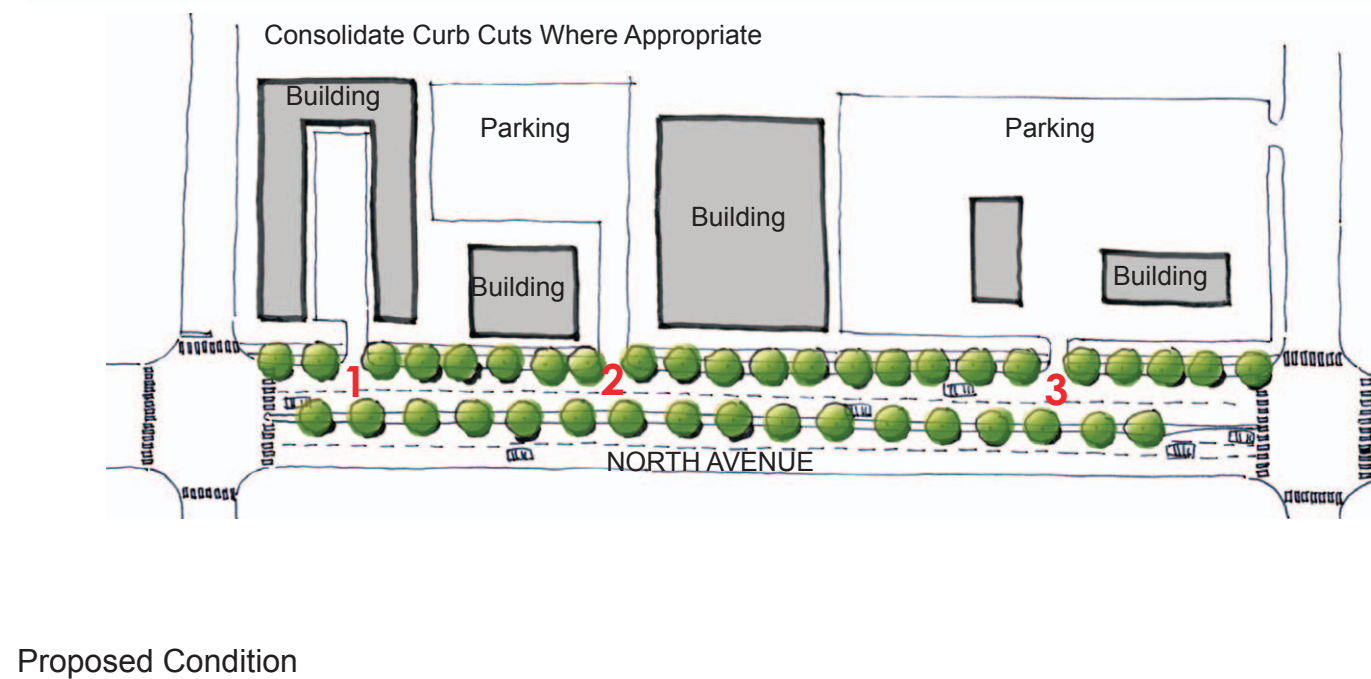 Consolidate Curb Cuts Where Appropriate
Building
Parking
Parking
Building
Building
Building
1
2
3
NORTH AVENUE
Proposed Condition